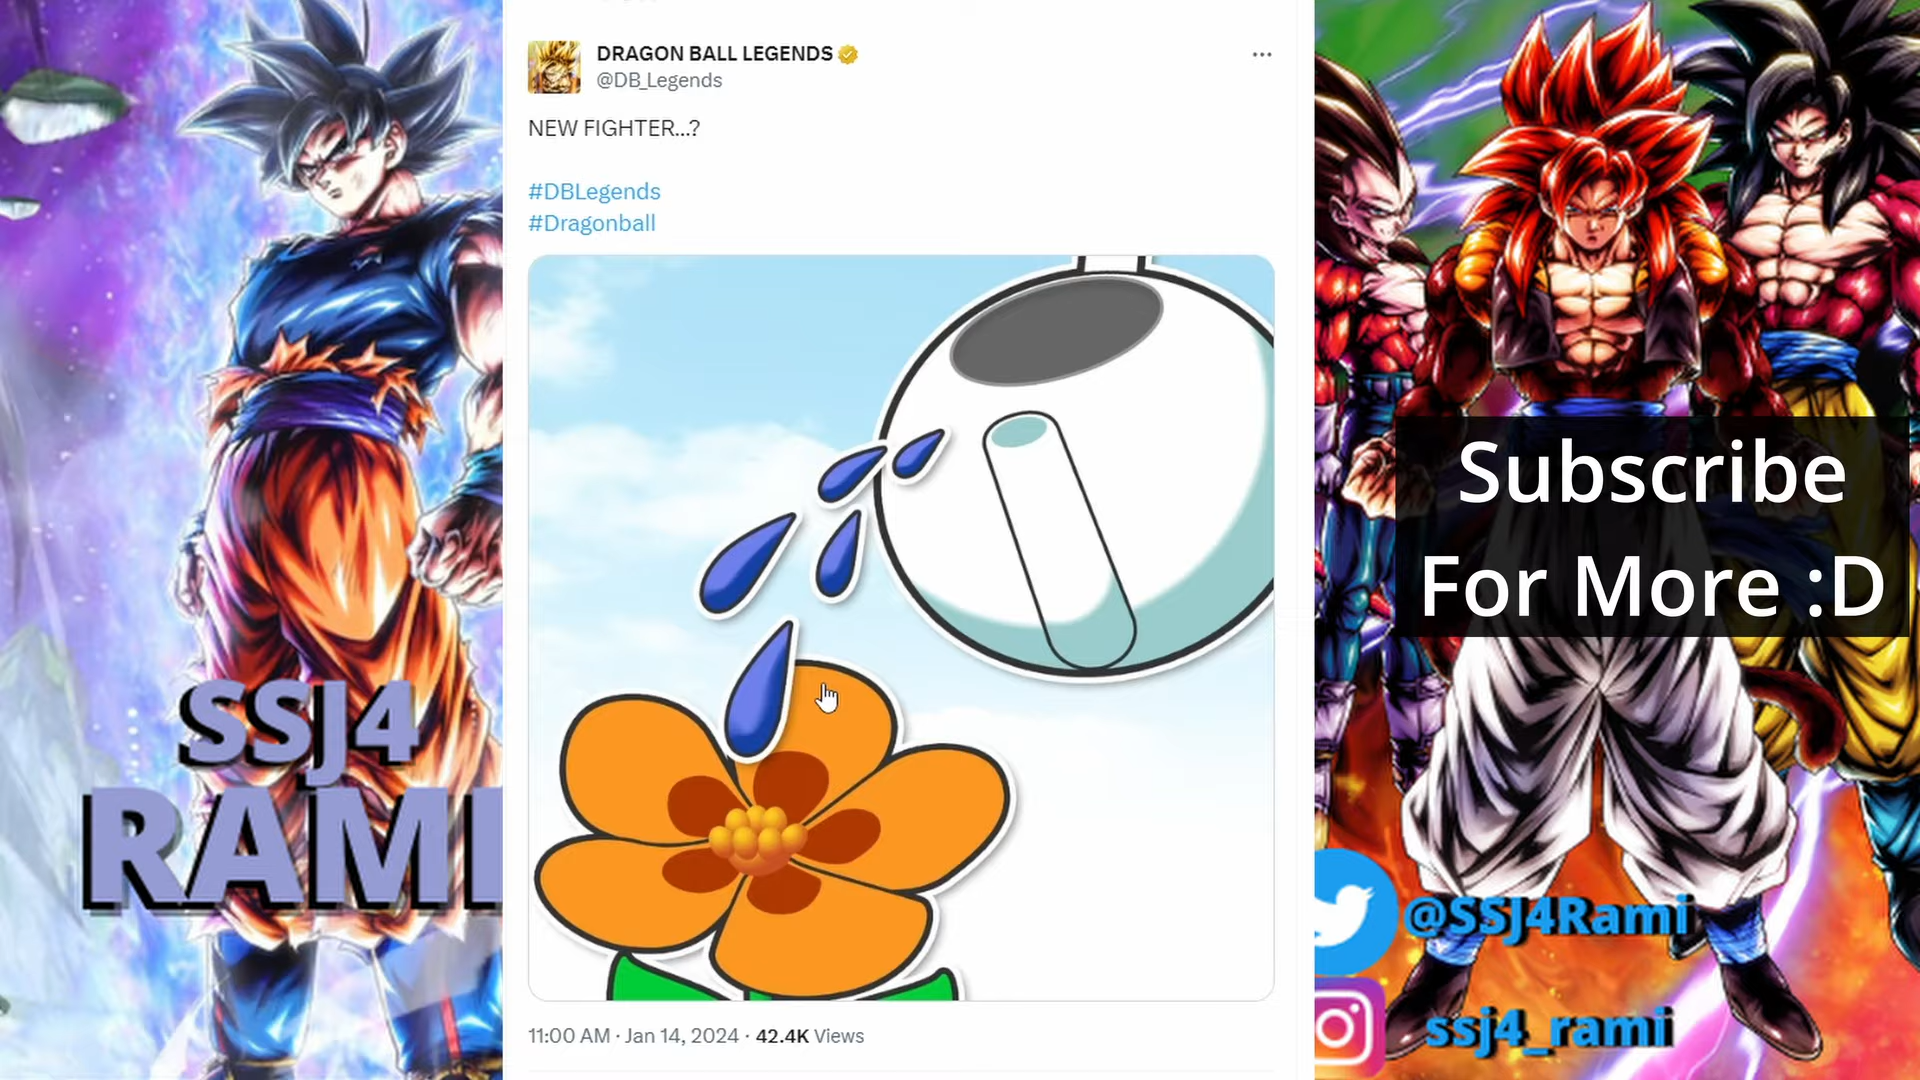 DRAGON BALL LEGENDS
@DB_Legends
NEW FIGHTER...?
#DBLegends
#Dragonball
Subscribe
For More :D
SSJ4
RAMI
@SSJ4Rami
ssj4_rami
11:00 AM · Jan 14, 2024 · 42.4K Views